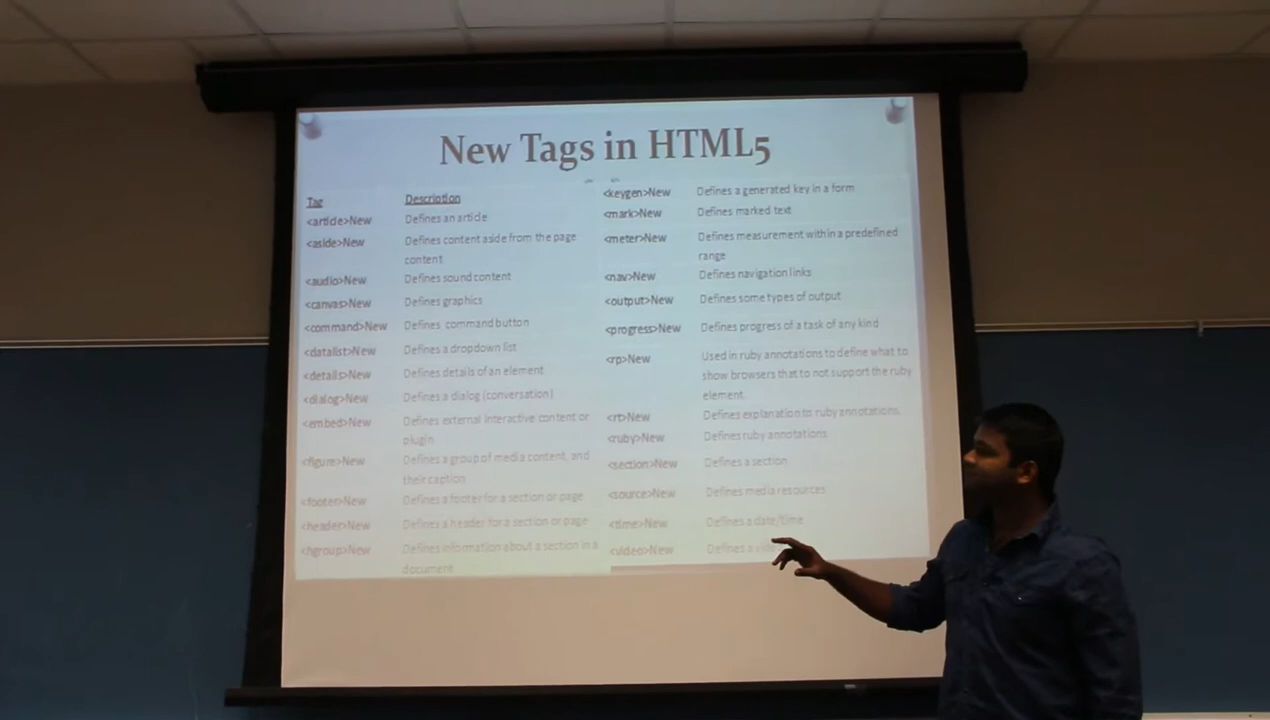 New Tags in HTML5
Tag Description
<article>New Defines an article
<aside>New Defines content aside from the page
content
<audio>New Defines sound content
<canvas>New Defines graphics
<command>New Defines command button
<datalist>New Defines a dropdown list
<details>New Defines details of an element
<dialog>New Defines a dialog (conversation)
<embed>New Defines external interactive content or
plugin
<figure>New Defines a group of media content, and
their caption
<footer>New Defines a footer for a section or page
<header>New Defines a header for a section or page
<hgroup>New Defines information about a section in a
document
<keygen>New Defines a generated key in a form
<mark>New Defines marked text
<meter>New Defines measurement within a predefined
range
<nav>New Defines navigation links
<output>New Defines some types of output
<progress>New Defines progress of a task of any kind
<rp>New Used in ruby annotations to define what to
show browsers that to not support the ruby
element.
<rt>New Defines explanation to ruby annotations.
<ruby>New Defines ruby annotations.
<section>New Defines a section
<source>New Defines media resources
<time>New Defines a date/time
<video>New Defines a